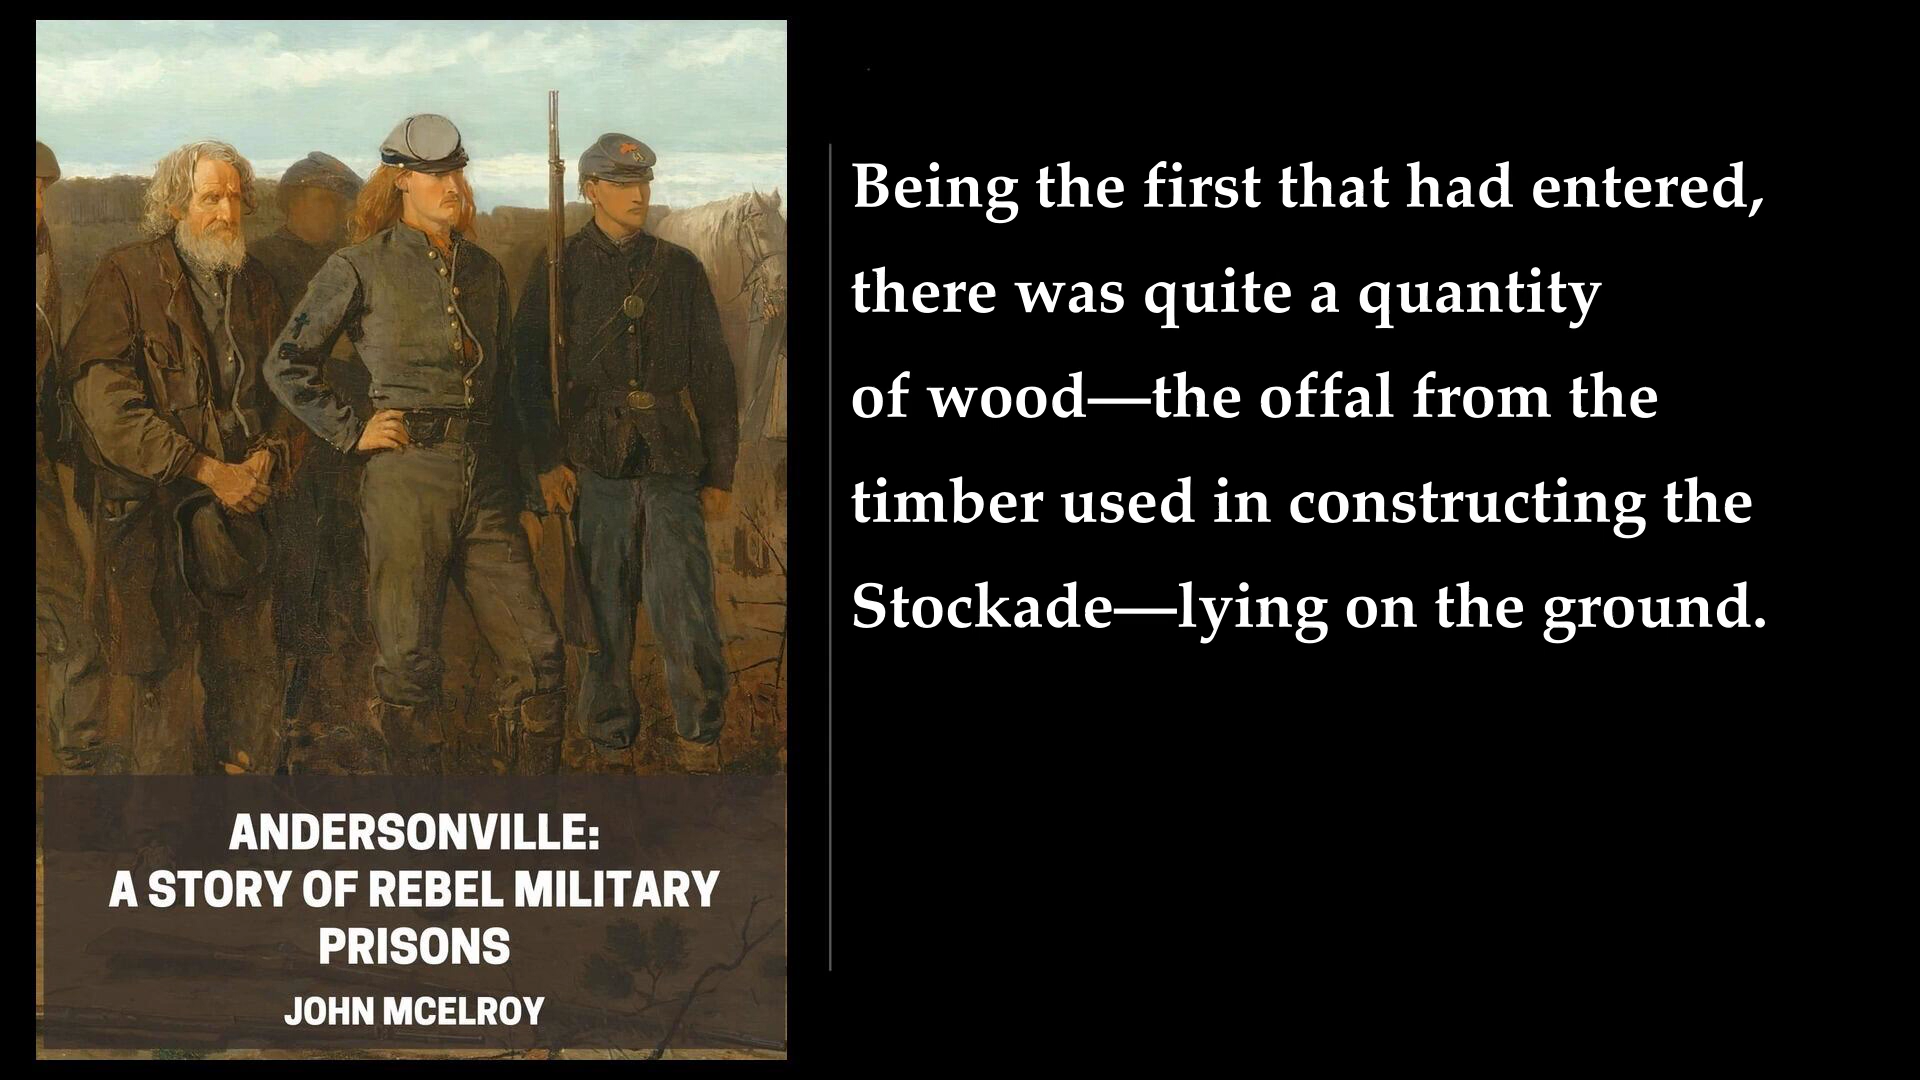 Being the first that had entered,
there was quite a quantity
of wood—the offal from the
timber used in constructing the
Stockade—lying on the ground.
ANDERSONVILLE:
A STORY OF REBEL MILITARY
PRISONS
JOHN MCELROY